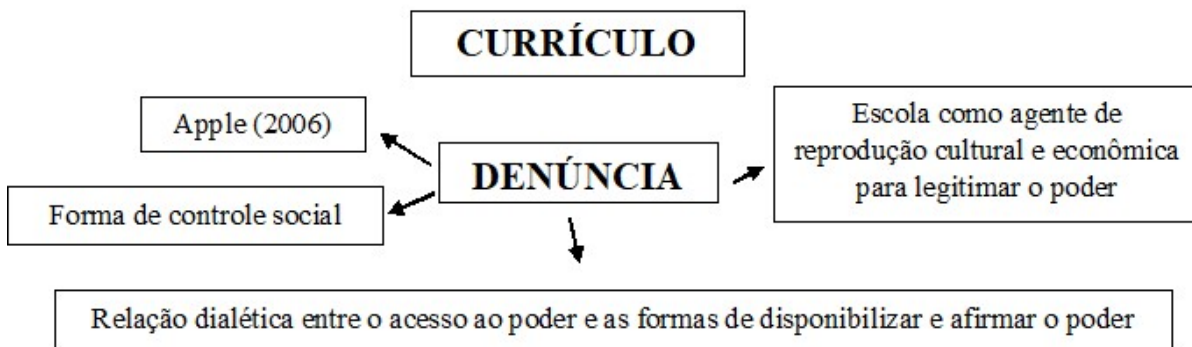 CURRÍCULO
Apple (2006)
Escola como agente de
reprodução cultural e econômica
para legitimar o poder
DENÚNCIA
Forma de controle social
Relação dialética entre o acesso ao poder e as formas de disponibilizar e afirmar o poder